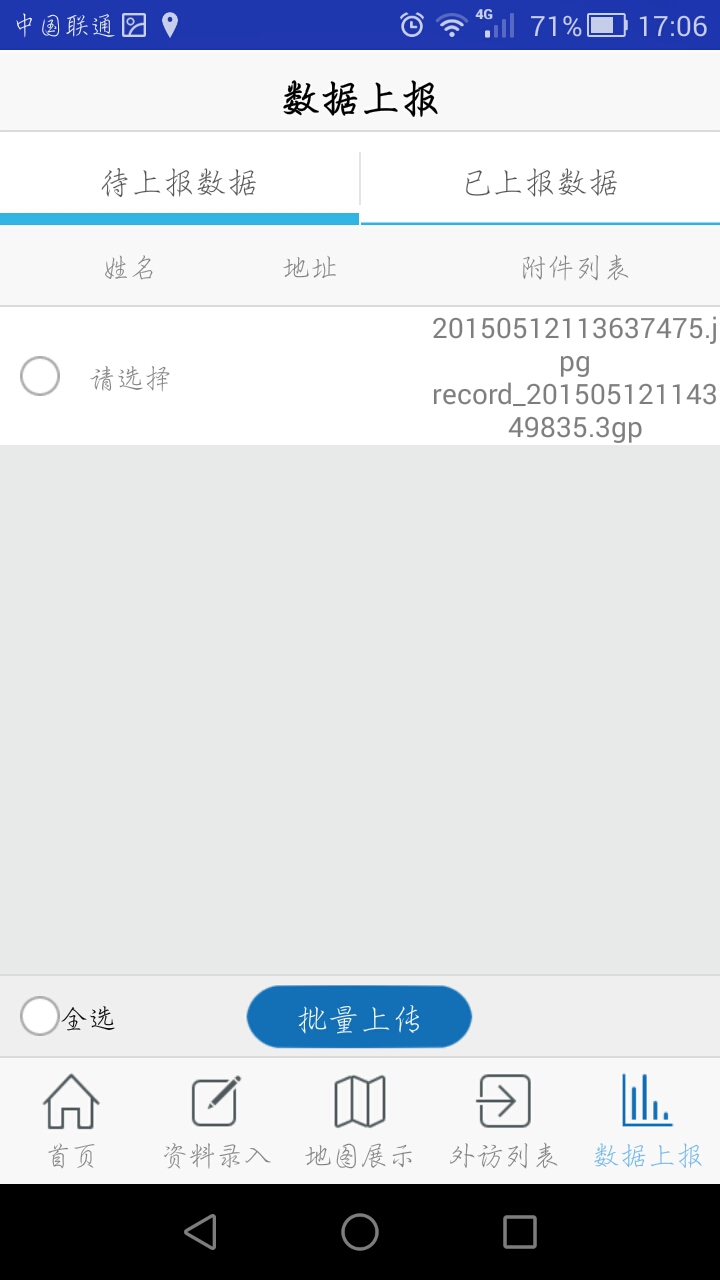 中国联通 4G 71% 17:06
数据上报
待上报数据 已上报数据
姓名 地址 附件列表
20150512113637475.j
pg
请选择
record_201505121143
49835.3gp
全选 批量上传
首页 资料录入 地图展示 外访列表 数据上报